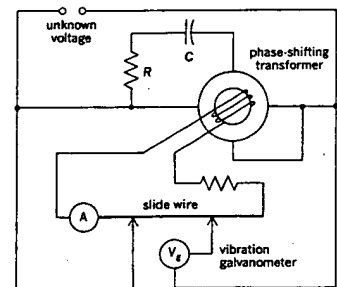 unknown
voltage
R
C
phase-shifting
transformer
A
slide wire
Vg
vibration
galvanometer